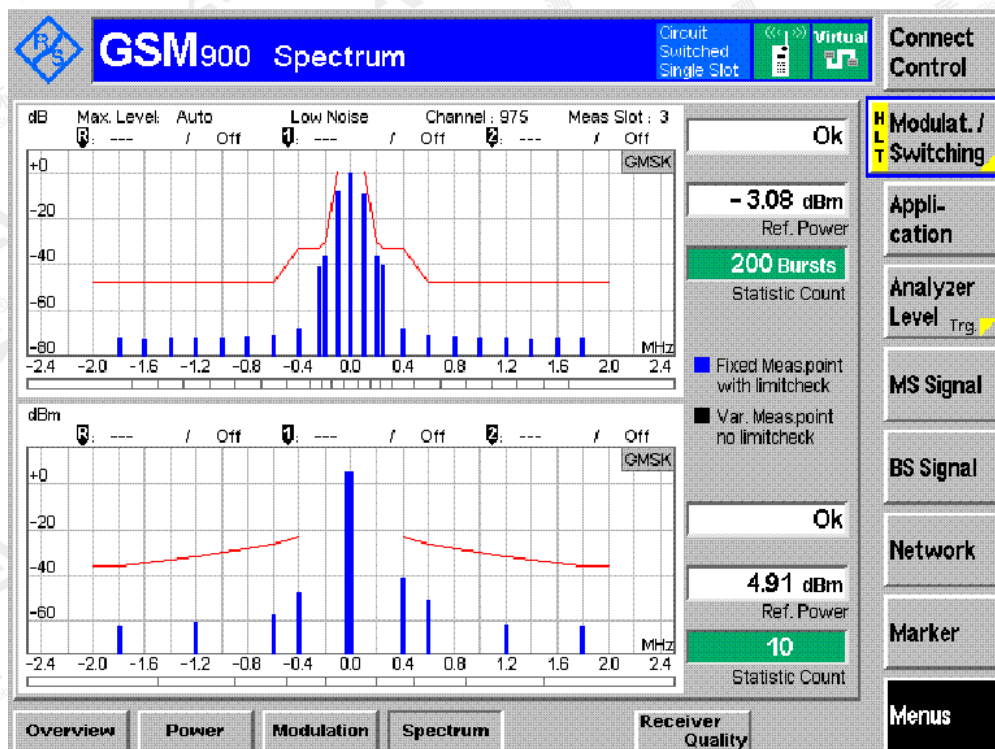 R S
GSM900 Spectrum
Circuit
Switched
Single Slot
Virtual
Connect
Control
dB Max. Level: Auto Low Noise Channel : 975 Meas Slot : 3
R: --- / Off 1: --- / Off 2: --- / Off
GMSK
+0
-20
-40
-60
-80
MHz
-2.4 -2.0 -1.6 -1.2 -0.8 -0.4 0.0 0.4 0.8 1.2 1.6 2.0 2.4
Ok
- 3.08 dBm
Ref. Power
200 Bursts
Statistic Count
Fixed Meas.point
with limitcheck
Var. Meas.point
no limitcheck
dBm
R: --- / Off 1: --- / Off 2: --- / Off
GMSK
+0
-20
-40
-60
MHz
-2.4 -2.0 -1.6 -1.2 -0.8 -0.4 0.0 0.4 0.8 1.2 1.6 2.0 2.4
Ok
4.91 dBm
Ref. Power
10
Statistic Count
HLT
Modulat. /
Switching
Appli-
cation
Analyzer
Level Trg.
MS Signal
BS Signal
Network
Marker
Menus
Overview
Power
Modulation
Spectrum
Receiver
Quality